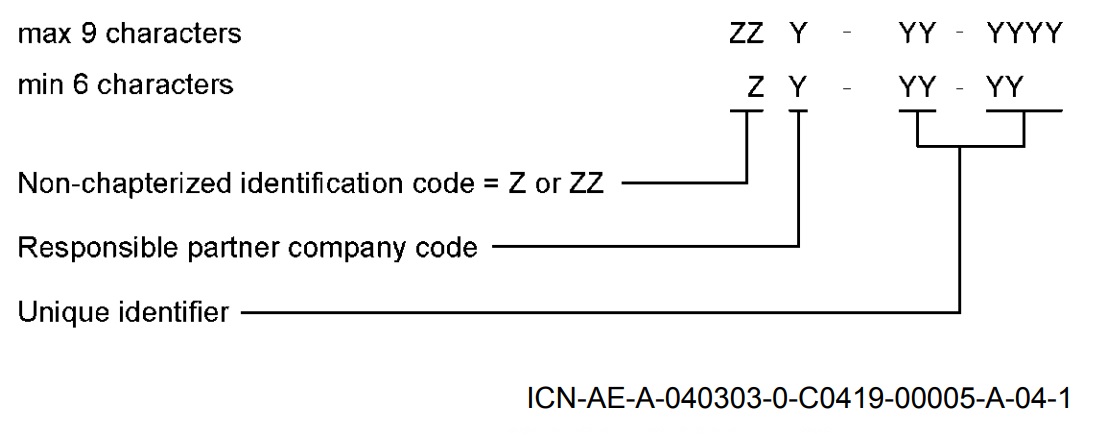 max 9 characters ZZ Y - YY - YYYY
min 6 characters Z Y - YY - YY
Non-chapterized identification code = Z or ZZ
Responsible partner company code
Unique identifier
ICN-AE-A-040303-0-C0419-00005-A-04-1